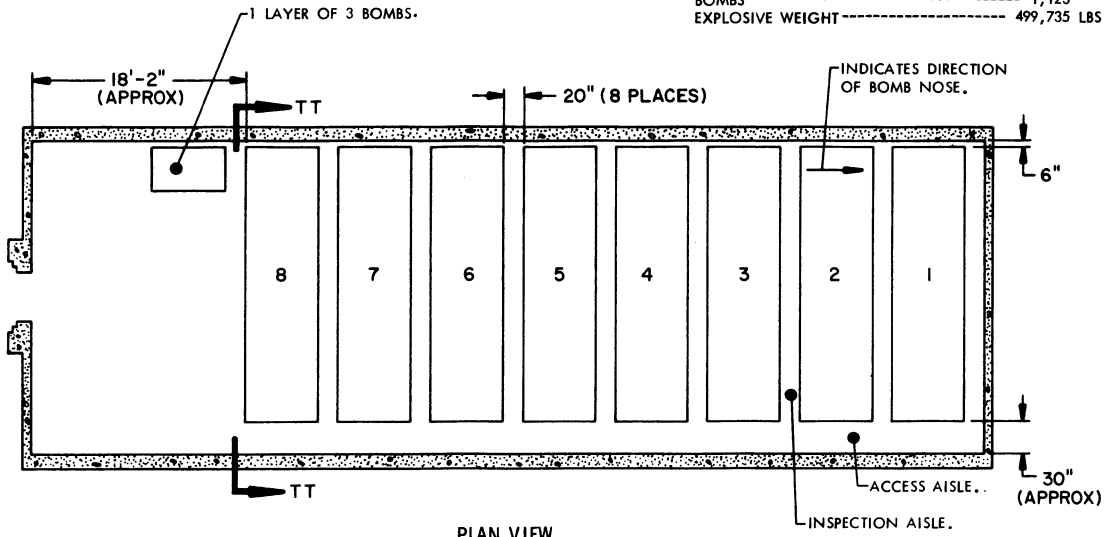 1 LAYER OF 3 BOMBS.
BOMBS ------ 1,125
EXPLOSIVE WEIGHT ------------------ 499,735 LBS
18'-2"
(APPROX)
TT
20" (8 PLACES)
INDICATES DIRECTION
OF BOMB NOSE.
6"
8 7 6 5 4 3 2 1
TT
ACCESS AISLE..
30"
(APPROX)
INSPECTION AISLE.
PLAN VIEW